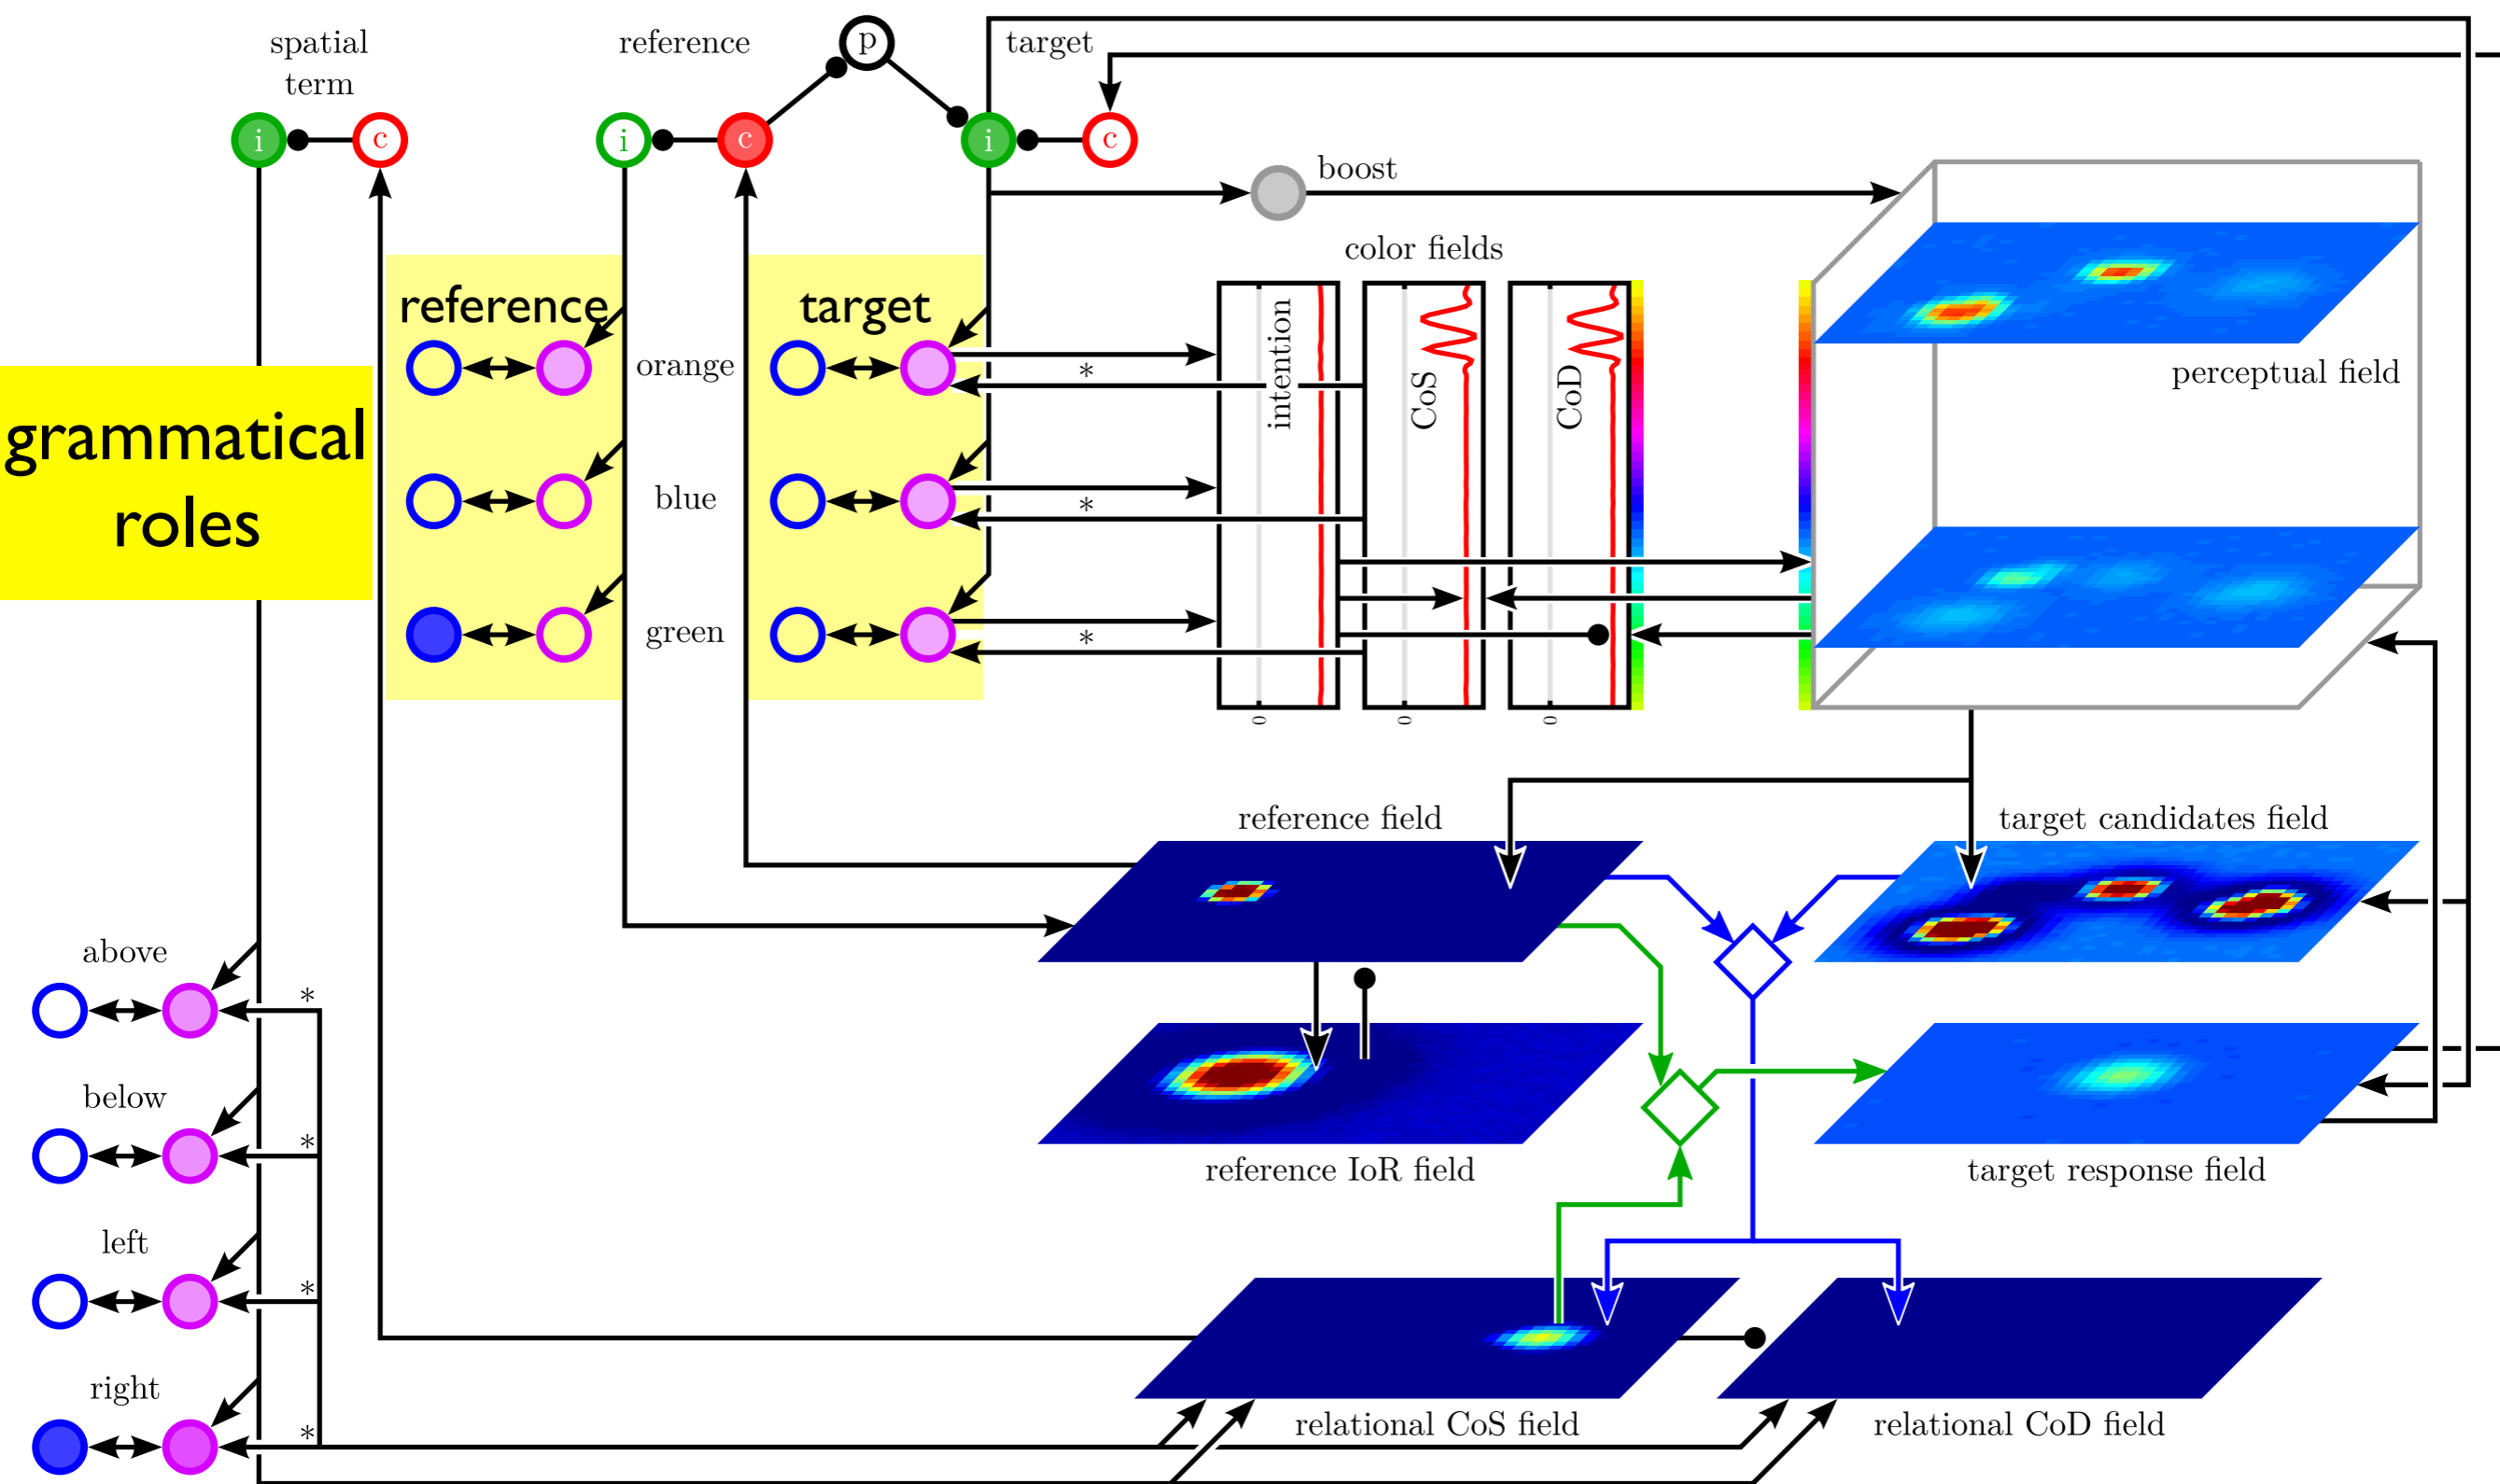 spatial
term
reference
p
target
i
c
i
c
i
c
boost
color fields
reference
target
orange
blue
green
grammatical
roles
*
*
*
intention
CoS
CoD
0
0
0
perceptual field
reference field
target candidates field
above
below
left
right
*
*
*
*
reference IoR field
target response field
relational CoS field
relational CoD field